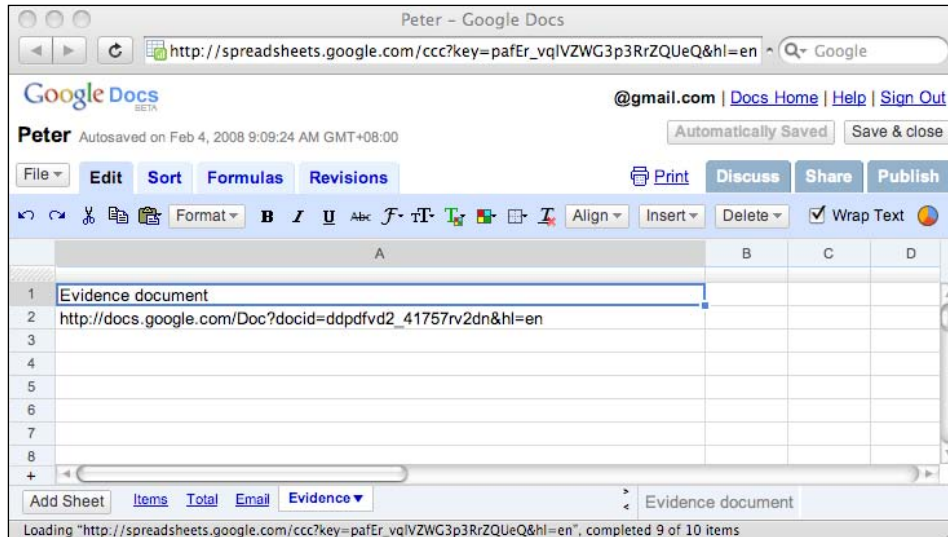 Peter – Google Docs
http://spreadsheets.google.com/ccc?key=pafEr_vqlVZWG3p3RrZQUeQ&hl=en Google
Google Docs BETA
@gmail.com | Docs Home | Help | Sign Out
Peter Autosaved on Feb 4, 2008 9:09:24 AM GMT+08:00 Automatically Saved Save & close
File Edit Sort Formulas Revisions Print Discuss Share Publish
Format B I U Abc F TT T T Align Insert Delete Wrap Text
A B C D
1 Evidence document
2 http://docs.google.com/Doc?docid=ddpdfvd2_41757rv2dn&hl=en
3
4
5
6
7
8
+
Add Sheet Items Total Email Evidence > < Evidence document
Loading "http://spreadsheets.google.com/ccc?key=pafEr_vqlVZWG3p3RrZQUeQ&hl=en", completed 9 of 10 items